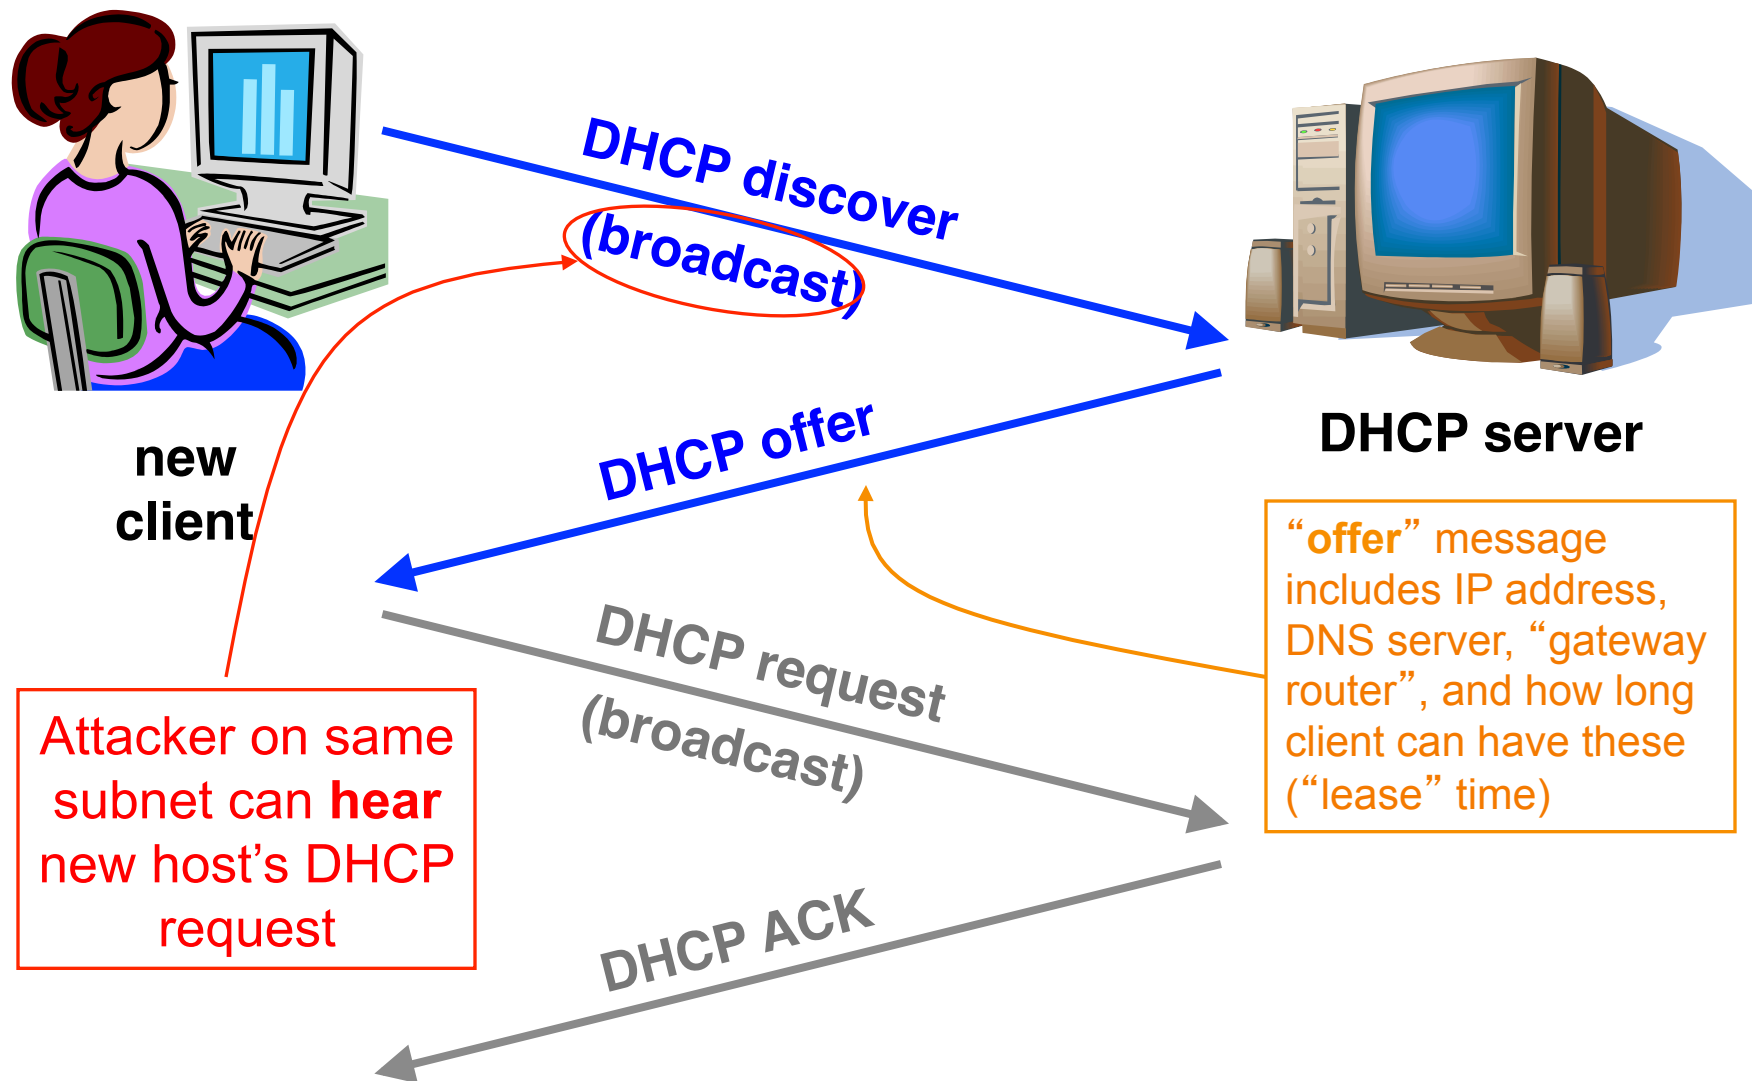 DHCP discover
(broadcast)
DHCP offer
new
client
DHCP server
“offer” message
includes IP address,
DNS server, “gateway
router”, and how long
client can have these
(“lease” time)
DHCP request
(broadcast)
Attacker on same
subnet can hear
new host’s DHCP
request
DHCP ACK